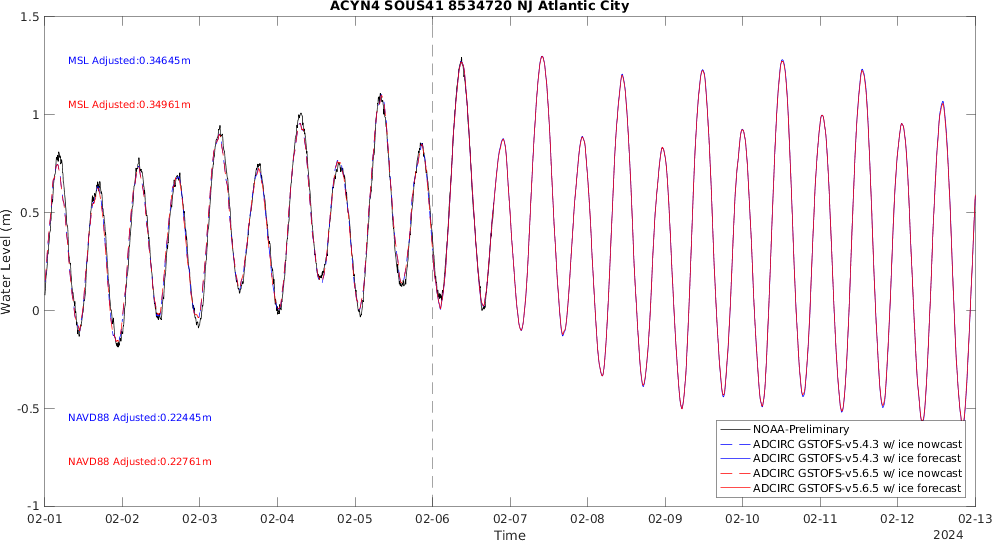 ACYN4 SOUS41 8534720 NJ Atlantic City
1.5
1
0.5
0
-0.5
-1
Water Level (m)
MSL Adjusted:0.34645m
MSL Adjusted:0.34961m
NAVD88 Adjusted:0.22445m
NAVD88 Adjusted:0.22761m
NOAA-Preliminary
ADCIRC GSTOFS-v5.4.3 w/ ice nowcast
ADCIRC GSTOFS-v5.4.3 w/ ice forecast
ADCIRC GSTOFS-v5.6.5 w/ ice nowcast
ADCIRC GSTOFS-v5.6.5 w/ ice forecast
02-01 02-02 02-03 02-04 02-05 02-06 02-07 02-08 02-09 02-10 02-11 02-12 02-13
Time
2024